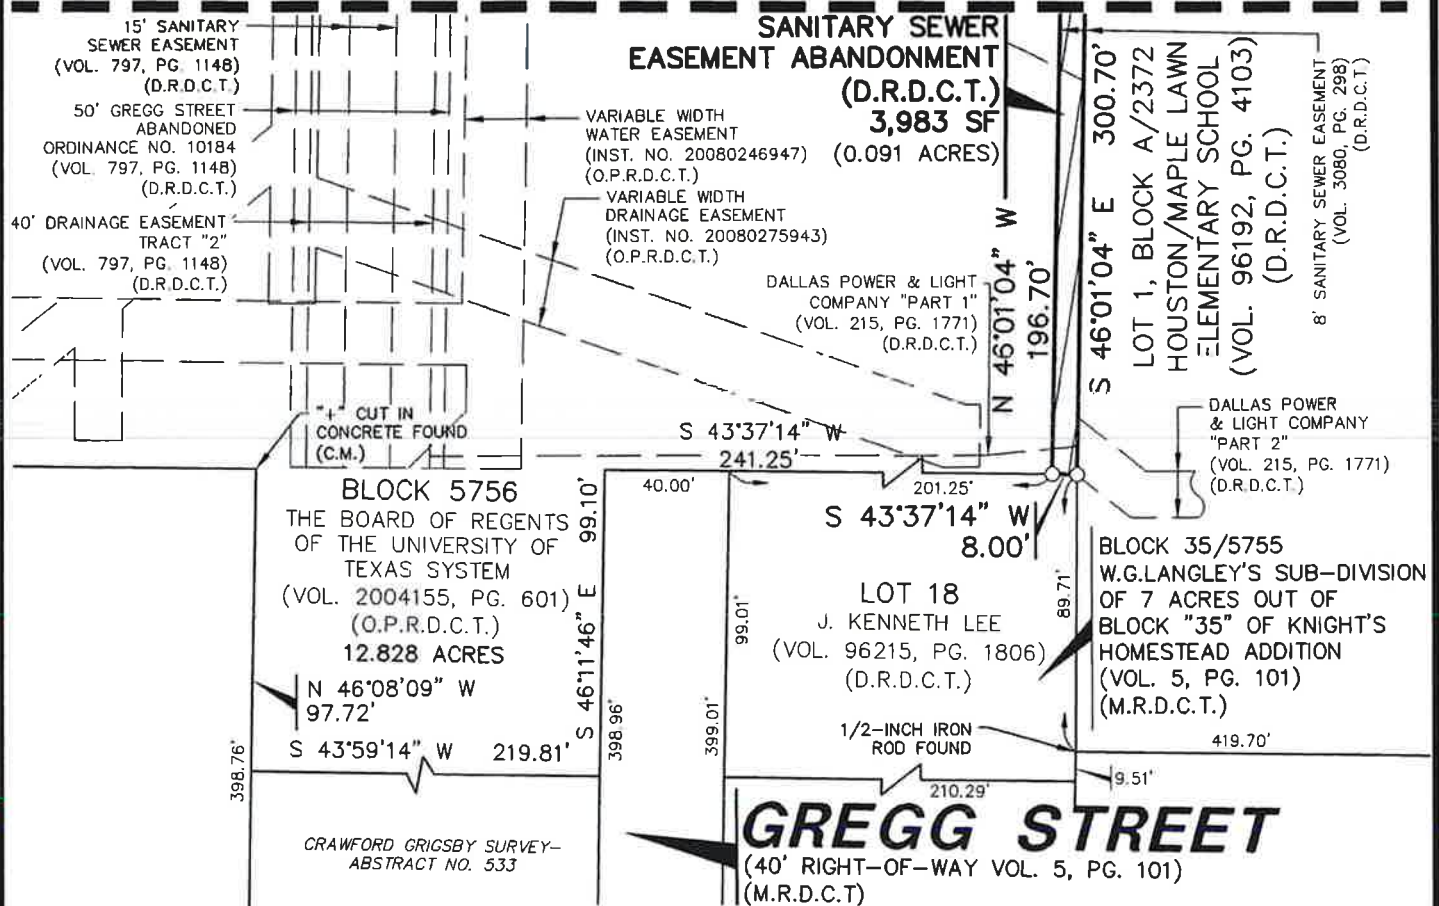 15' SANITARY
SEWER EASEMENT
(VOL. 797, PG. 1148)
(D.R.D.C.T.)
50' GREGG STREET
ABANDONED
ORDINANCE NO. 10184
(VOL. 797, PG. 1148)
(D.R.D.C.T.)
40' DRAINAGE EASEMENT
TRACT "2"
(VOL. 797, PG. 1148)
(D.R.D.C.T.)
VARIABLE WIDTH
WATER EASEMENT
(INST. NO. 20080246947)
(O.P.R.D.C.T.)
VARIABLE WIDTH
DRAINAGE EASEMENT
(INST. NO. 20080275943)
(O.P.R.D.C.T.)
SANITARY SEWER
EASEMENT ABANDONMENT
(D.R.D.C.T.)
3,983 SF
(0.091 ACRES)
DALLAS POWER & LIGHT
COMPANY "PART 1"
(VOL. 215, PG. 1771)
(D.R.D.C.T.)
N 46°01'04" W
196.70'
S 46°01'04" E 300.70'
LOT 1, BLOCK A/2372
HOUSTON/MAPLE LAWN
ELEMENTARY SCHOOL
(VOL. 96192, PG. 4103)
(D.R.D.C.T.)
8' SANITARY SEWER EASEMENT
(VOL. 3080, PG. 298)
(D.R.D.C.T.)
DALLAS POWER
& LIGHT COMPANY
"PART 2"
(VOL. 215, PG. 1771)
(D.R.D.C.T.)
"+" CUT IN
CONCRETE FOUND
(C.M.)
S 43°37'14" W
241.25'
40.00'
201.25'
S 43°37'14" W
8.00'
BLOCK 5756
THE BOARD OF REGENTS
OF THE UNIVERSITY OF
TEXAS SYSTEM
(VOL. 2004155, PG. 601)
(O.P.R.D.C.T.)
12.828 ACRES
S 46°11'46" E 99.10'
N 46°08'09" W
97.72'
S 43°59'14" W 219.81'
398.76'
398.96'
399.01'
99.01'
LOT 18
J. KENNETH LEE
(VOL. 96215, PG. 1806)
(D.R.D.C.T.)
89.71'
BLOCK 35/5755
W.G.LANGLEY'S SUB-DIVISION
OF 7 ACRES OUT OF
BLOCK "35" OF KNIGHT'S
HOMESTEAD ADDITION
(VOL. 5, PG. 101)
(M.R.D.C.T.)
1/2-INCH IRON
ROD FOUND
419.70'
9.51'
210.29'
CRAWFORD GRIGSBY SURVEY-
ABSTRACT NO. 533
GREGG STREET
(40' RIGHT-OF-WAY VOL. 5, PG. 101)
(M.R.D.C.T)